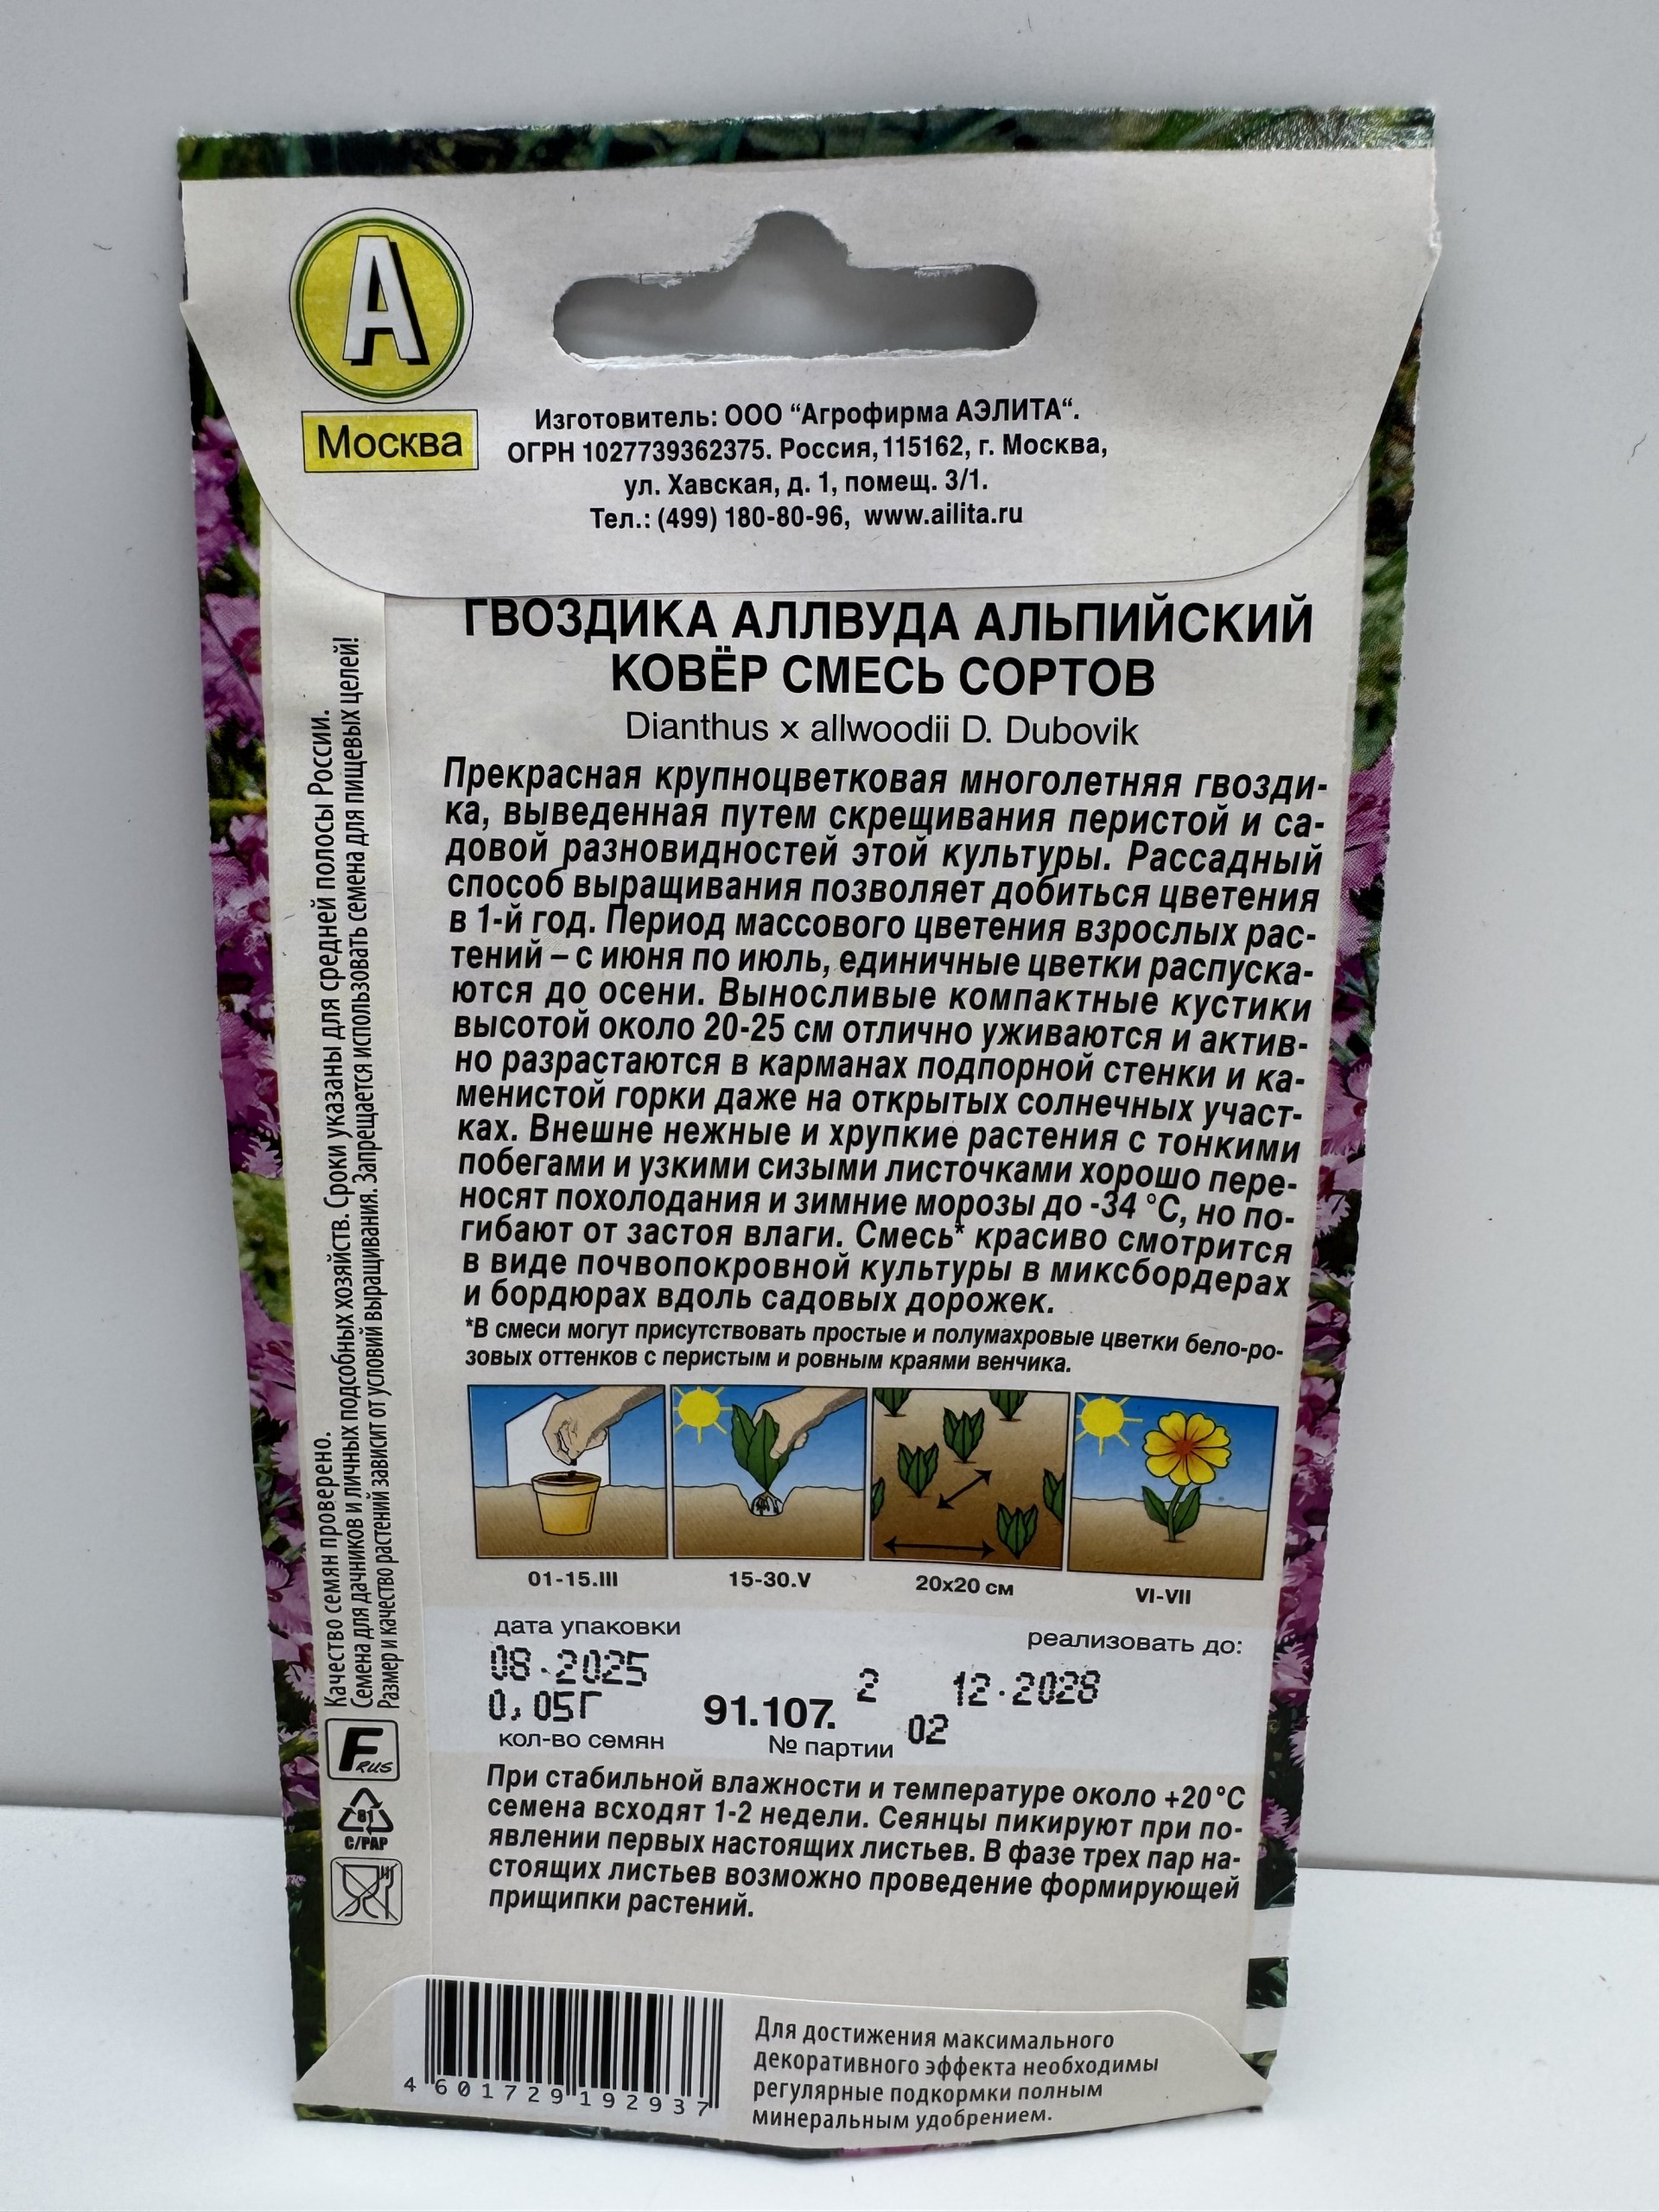 А
Москва
Изготовитель: ООО “Агрофирма АЭЛИТА“.
ОГРН 1027739362375. Россия, 115162, г. Москва,
ул. Хавская, д. 1, помещ. 3/1.
Тел.: (499) 180-80-96, www.ailita.ru
ГВОЗДИКА АЛЛВУДА АЛЬПИЙСКИЙ
КОВЁР СМЕСЬ СОРТОВ
Dianthus x allwoodii D. Dubovik
Прекрасная крупноцветковая многолетняя гвозди-
ка, выведенная путем скрещивания перистой и са-
довой разновидностей этой культуры. Рассадный
способ выращивания позволяет добиться цветения
в 1-й год. Период массового цветения взрослых рас-
тений – с июня по июль, единичные цветки распуска-
ются до осени. Выносливые компактные кустики
высотой около 20-25 см отлично уживаются и актив-
но разрастаются в карманах подпорной стенки и ка-
менистой горки даже на открытых солнечных участ-
ках. Внешне нежные и хрупкие растения с тонкими
побегами и узкими сизыми листочками хорошо пере-
носят похолодания и зимние морозы до -34 °С, но по-
гибают от застоя влаги. Смесь* красиво смотрится
в виде почвопокровной культуры в миксбордерах
и бордюрах вдоль садовых дорожек.
*В смеси могут присутствовать простые и полумахровые цветки бело-ро-
зовых оттенков с перистым и ровным краями венчика.
01-15.III
15-30.V
20x20 см
VI-VII
дата упаковки
реализовать до:
08.2025
12.2028
0,05Г
91.107.
2
02
кол-во семян
№ партии
При стабильной влажности и температуре около +20°С
семена всходят 1-2 недели. Сеянцы пикируют при по-
явлении первых настоящих листьев. В фазе трех пар на-
стоящих листьев возможно проведение формирующей
прищипки растений.
Качество семян проверено.
Семена для дачников и личных подсобных хозяйств. Сроки указаны для средней полосы России.
Размер и качество растений зависит от условий выращивания. Запрещается использовать семена для пищевых целей!
F RUS
81
C/PAP
4 601729 192937
Для достижения максимального
декоративного эффекта необходимы
регулярные подкормки полным
минеральным удобрением.